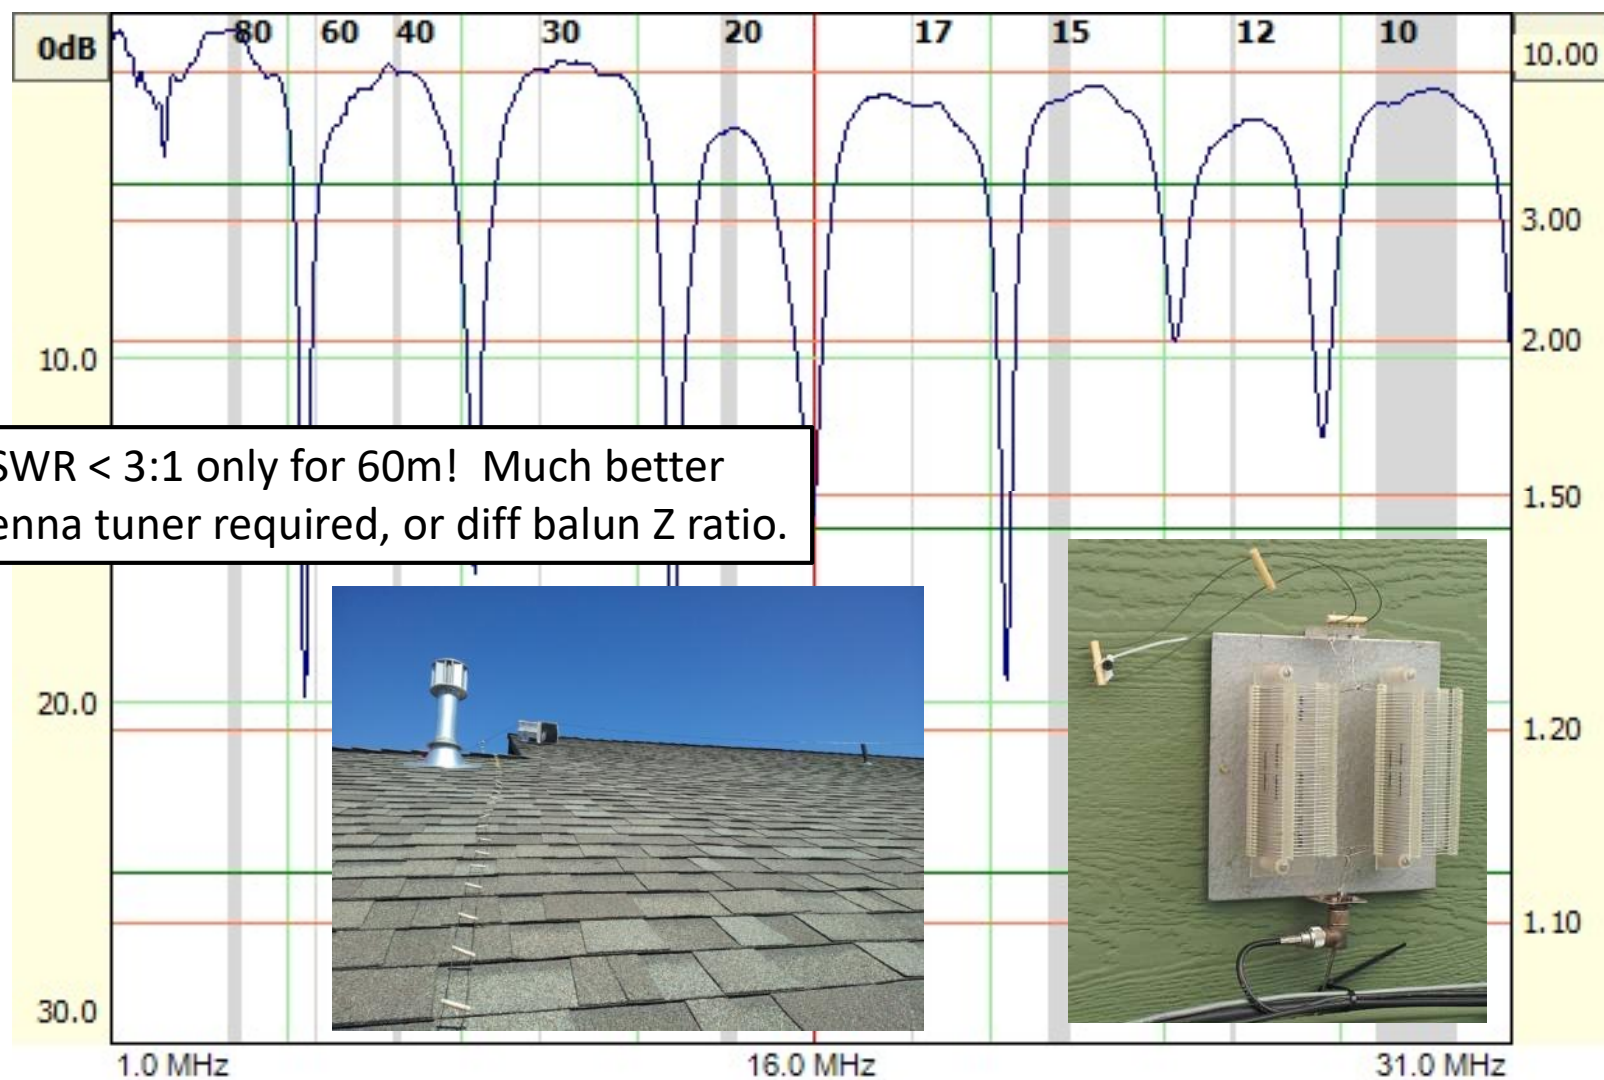 0dB
80 60 40 30 20 17 15 12 10
10.00
3.00
2.00
10.0
SWR < 3:1 only for 60m! Much better
enna tuner required, or diff balun Z ratio.
1.50
20.0
1.20
1.10
30.0
1.0 MHz 16.0 MHz 31.0 MHz